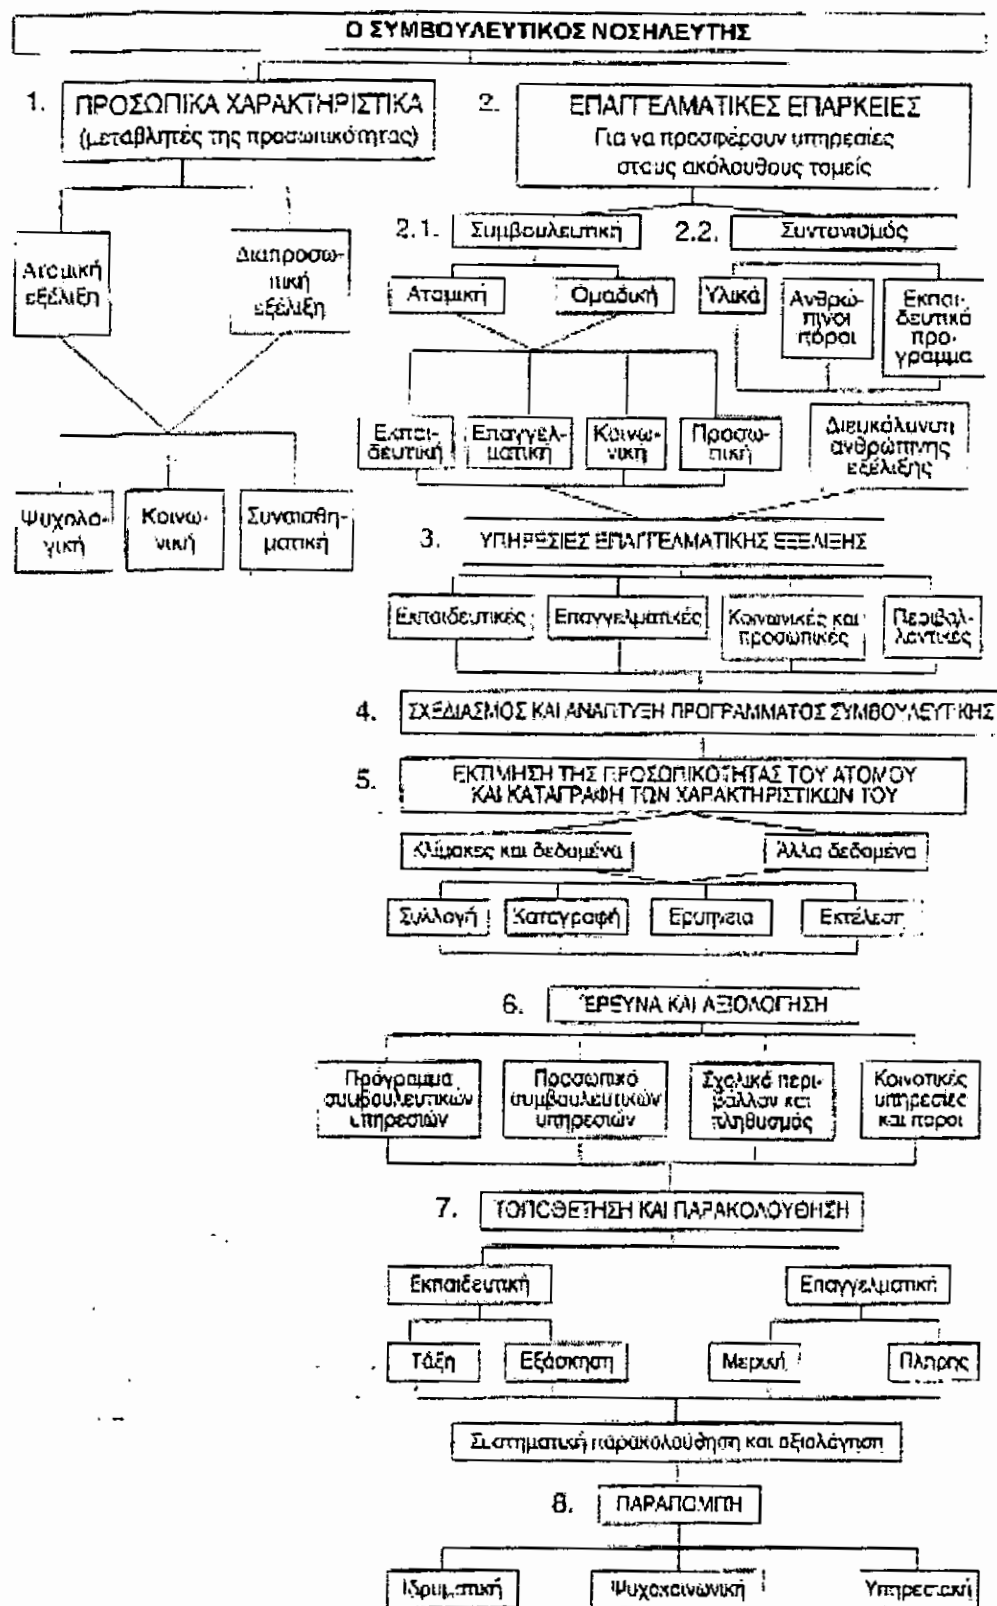 Ο ΣΥΜΒΟΥΛΕΥΤΙΚΟΣ ΝΟΣΗΛΕΥΤΗΣ
1. ΠΡΟΣΩΠΙΚΑ ΧΑΡΑΚΤΗΡΙΣΤΙΚΑ
(μεταβλητές της προσωπικότητας)
2. ΕΠΑΓΓΕΛΜΑΤΙΚΕΣ ΕΠΑΡΚΕΙΕΣ
Για να προσφέρουν υπηρεσίες
στους ακόλουθους τομείς
Ατομική
εξέλιξη
Διαπροσω-
πική
εξέλιξη
Ψυχολο-
γική
Κοινω-
νική
Συναισθη-
ματική
2.1. Συμβουλευτική
2.2. Συντονισμός
Ατομική
Ομαδική
Υλικά
Ανθρώ-
πινοι
πόροι
Εκπαι-
δευτικό
πρό-
γραμμα
Εκπαι-
δευτική
Επαγγελ-
ματική
Κοινω-
νική
Προσω-
πική
Διευκόλυνση
ανθρώπινης
εξέλιξης
3. ΥΠΗΡΕΣΙΕΣ ΕΠΑΓΓΕΛΜΑΤΙΚΗΣ ΕΞΕΛΙΞΗΣ
Εκπαιδευτικές
Επαγγελματικές
Κοινωνικές και
προσωπικές
Περιβαλ-
λοντικές
4. ΣΧΕΔΙΑΣΜΟΣ ΚΑΙ ΑΝΑΠΤΥΞΗ ΠΡΟΓΡΑΜΜΑΤΟΣ ΣΥΜΒΟΥΛΕΥΤΙΚΗΣ
5. ΕΚΤΙΜΗΣΗ ΤΗΣ ΠΡΟΣΩΠΙΚΟΤΗΤΑΣ ΤΟΥ ΑΤΟΜΟΥ
ΚΑΙ ΚΑΤΑΓΡΑΦΗ ΤΩΝ ΧΑΡΑΚΤΗΡΙΣΤΙΚΩΝ ΤΟΥ
Κλίμακες και δεδομένα
Άλλα δεδομένα
Συλλογή
Καταγραφή
Ερμηνεία
Εκτέλεση
6. ΈΡΕΥΝΑ ΚΑΙ ΑΞΙΟΛΟΓΗΣΗ
Πρόγραμμα
συμβουλευτικών
υπηρεσιών
Προσωπικό
συμβουλευτικών
υπηρεσιών
Σχολικό περι-
βάλλον και
πληθυσμός
Κοινοτικές
υπηρεσίες
και πόροι
7. ΤΟΠΟΘΕΤΗΣΗ ΚΑΙ ΠΑΡΑΚΟΛΟΥΘΗΣΗ
Εκπαιδευτική
Επαγγελματική
Τάξη
Εξάσκηση
Μερική
Πλήρης
Συστηματική παρακολούθηση και αξιολόγηση
8. ΠΑΡΑΠΟΜΠΗ
Ιδρυματική
Ψυχοκοινωνική
Υπηρεσιακή